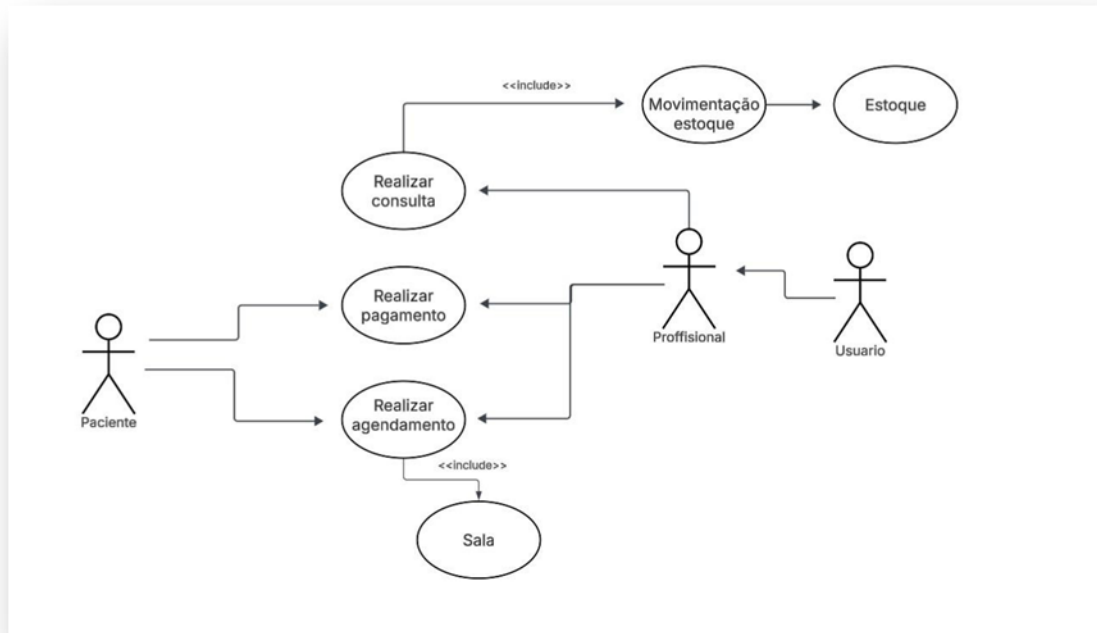 <<include>>
Movimentação
estoque
Estoque
Realizar
consulta
Realizar
pagamento
Proffisional
Usuario
Paciente
Realizar
agendamento
<<include>>
Sala